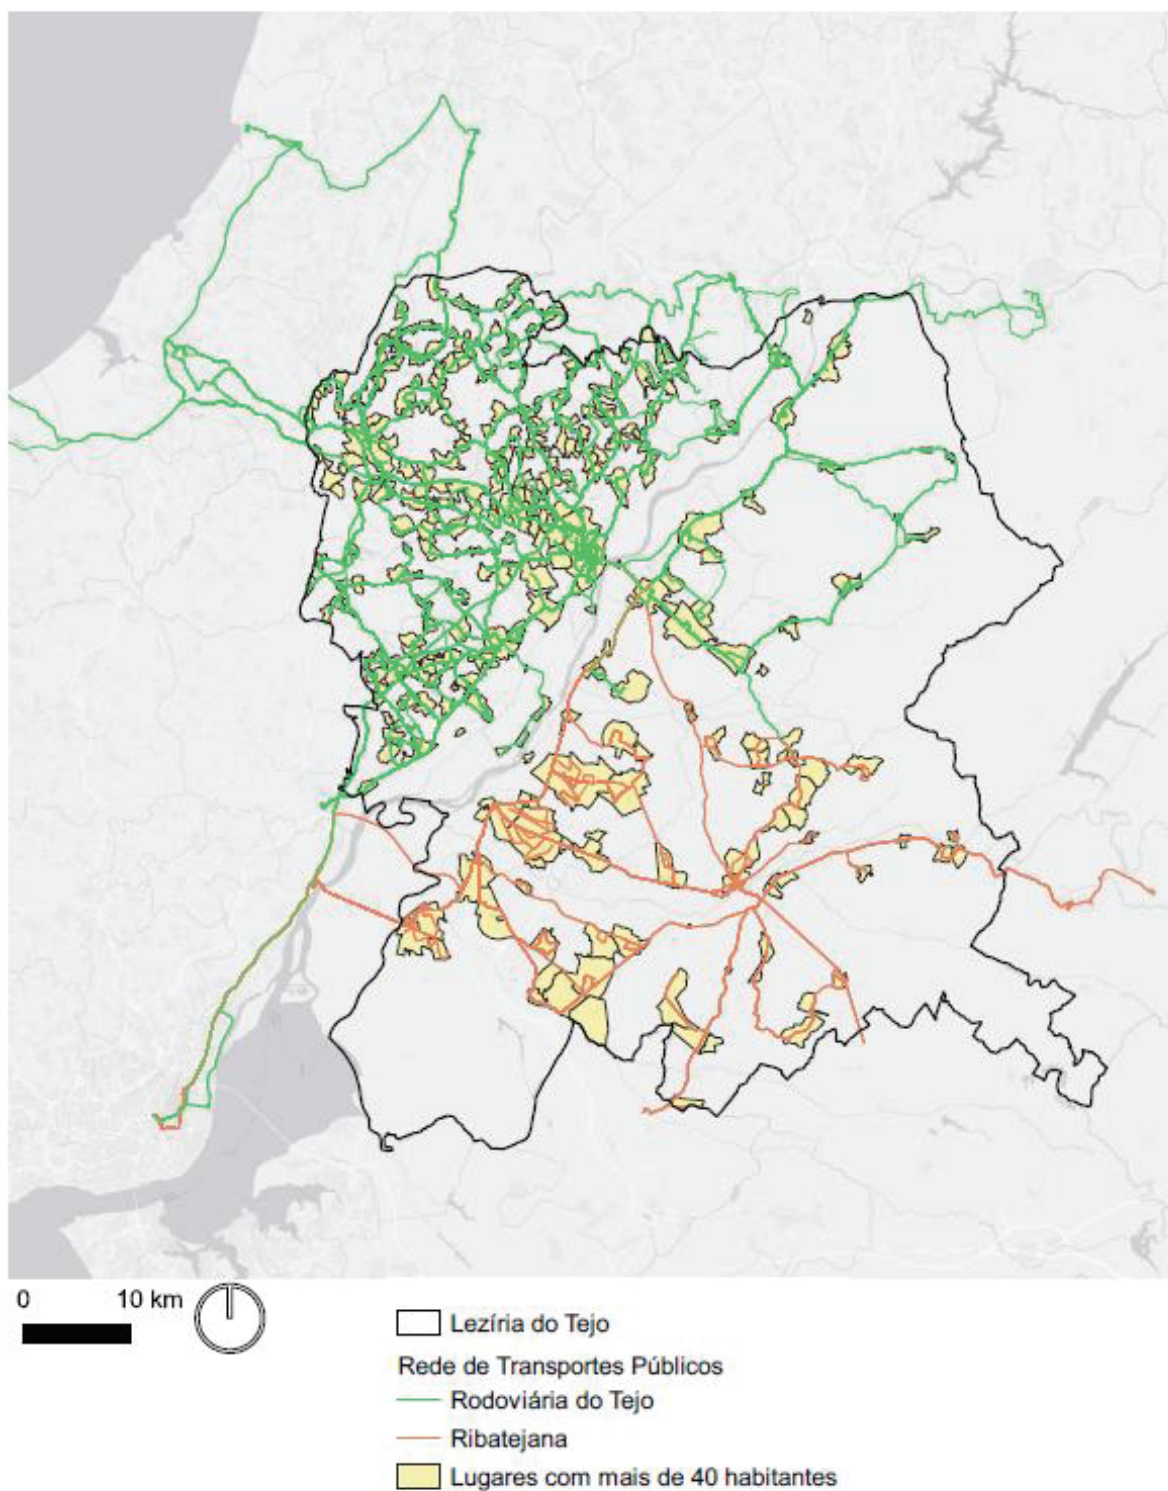 0 10 km
Lezíria do Tejo
Rede de Transportes Públicos
Rodoviária do Tejo
Ribatejana
Lugares com mais de 40 habitantes